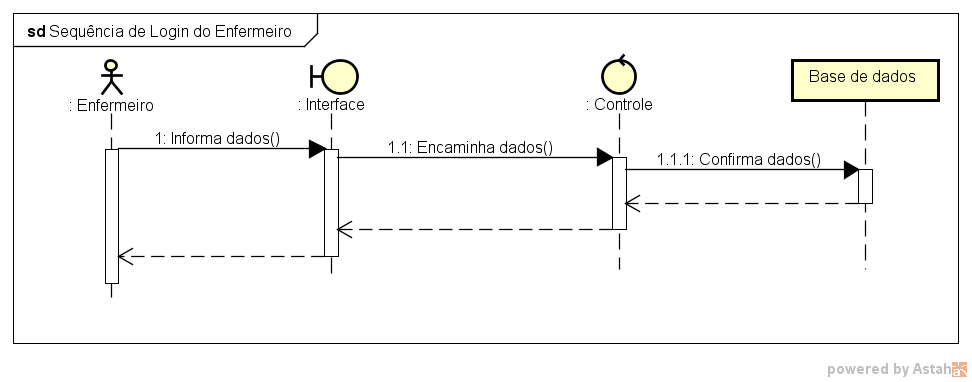 sd Sequência de Login do Enfermeiro
: Enfermeiro
: Interface
: Controle
Base de dados
1: Informa dados()
1.1: Encaminha dados()
1.1.1: Confirma dados()
powered by Astah